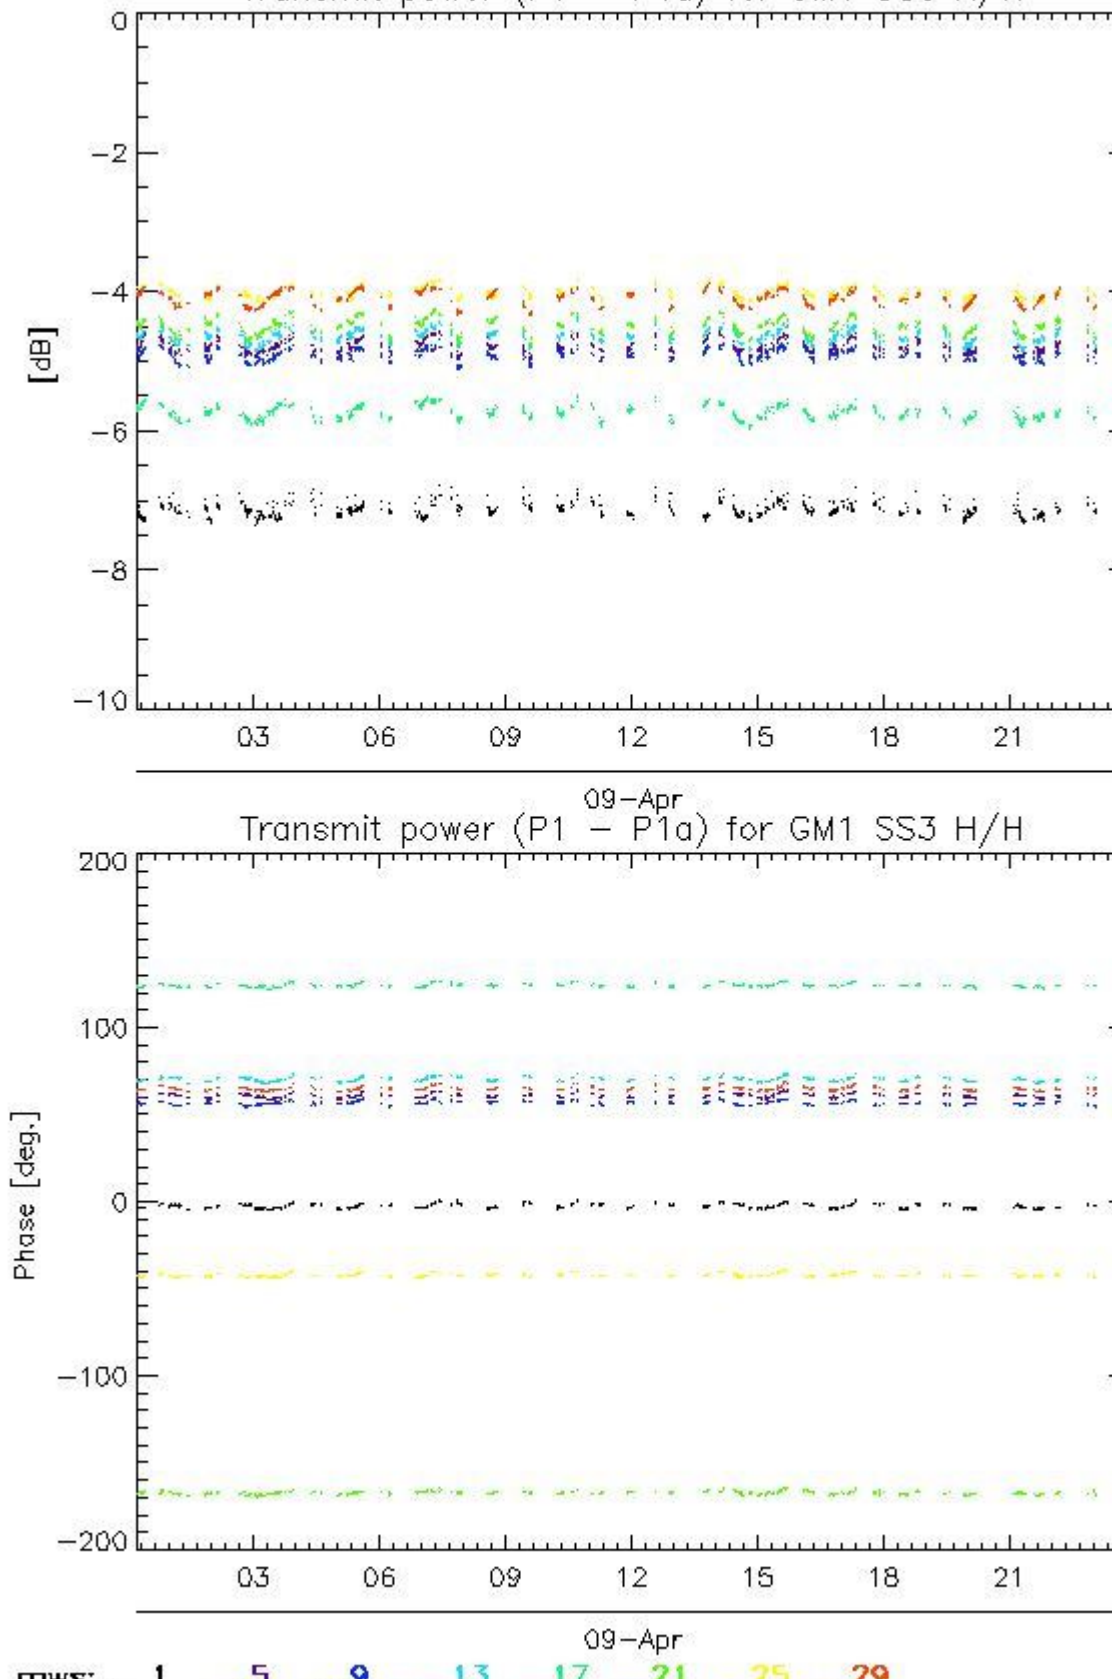 0
−2
−4
[dB]
−6
−8
−10
03 06 09 12 15 18 21
09−Apr
Transmit power (P1 − P1a) for GM1 SS3 H/H
200
100
0
Phase [deg.]
−100
−200
03 06 09 12 15 18 21
09−Apr
rows: 1 5 9 13 17 21 25 29